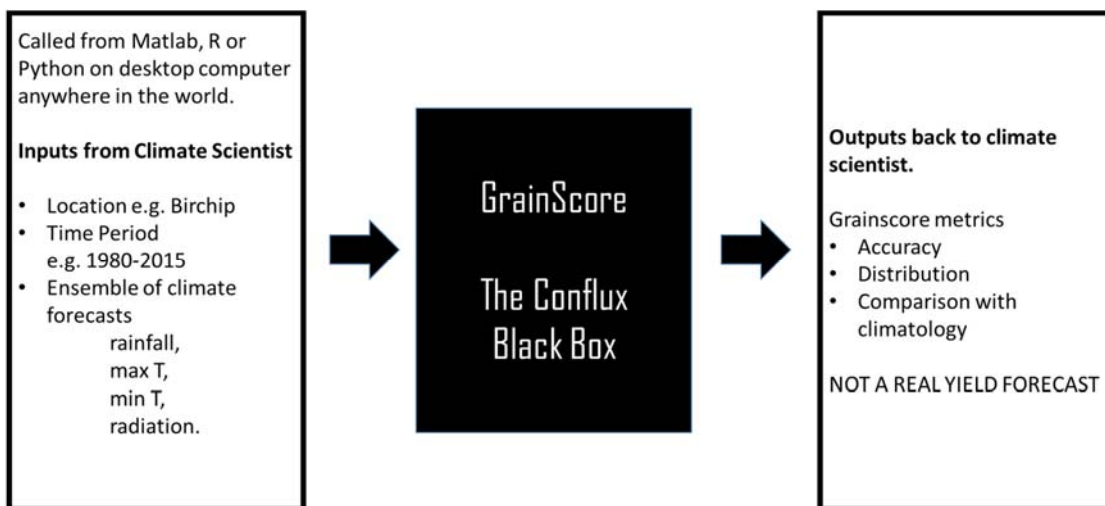 Called from Matlab, R or
Python on desktop computer
anywhere in the world.
Inputs from Climate Scientist
• Location e.g. Birchip
• Time Period
e.g. 1980-2015
• Ensemble of climate
forecasts
rainfall,
max T,
min T,
radiation.
GrainScore
The Conflux
Black Box
Outputs back to climate
scientist.
Grainscore metrics
• Accuracy
• Distribution
• Comparison with
climatology
NOT A REAL YIELD FORECAST